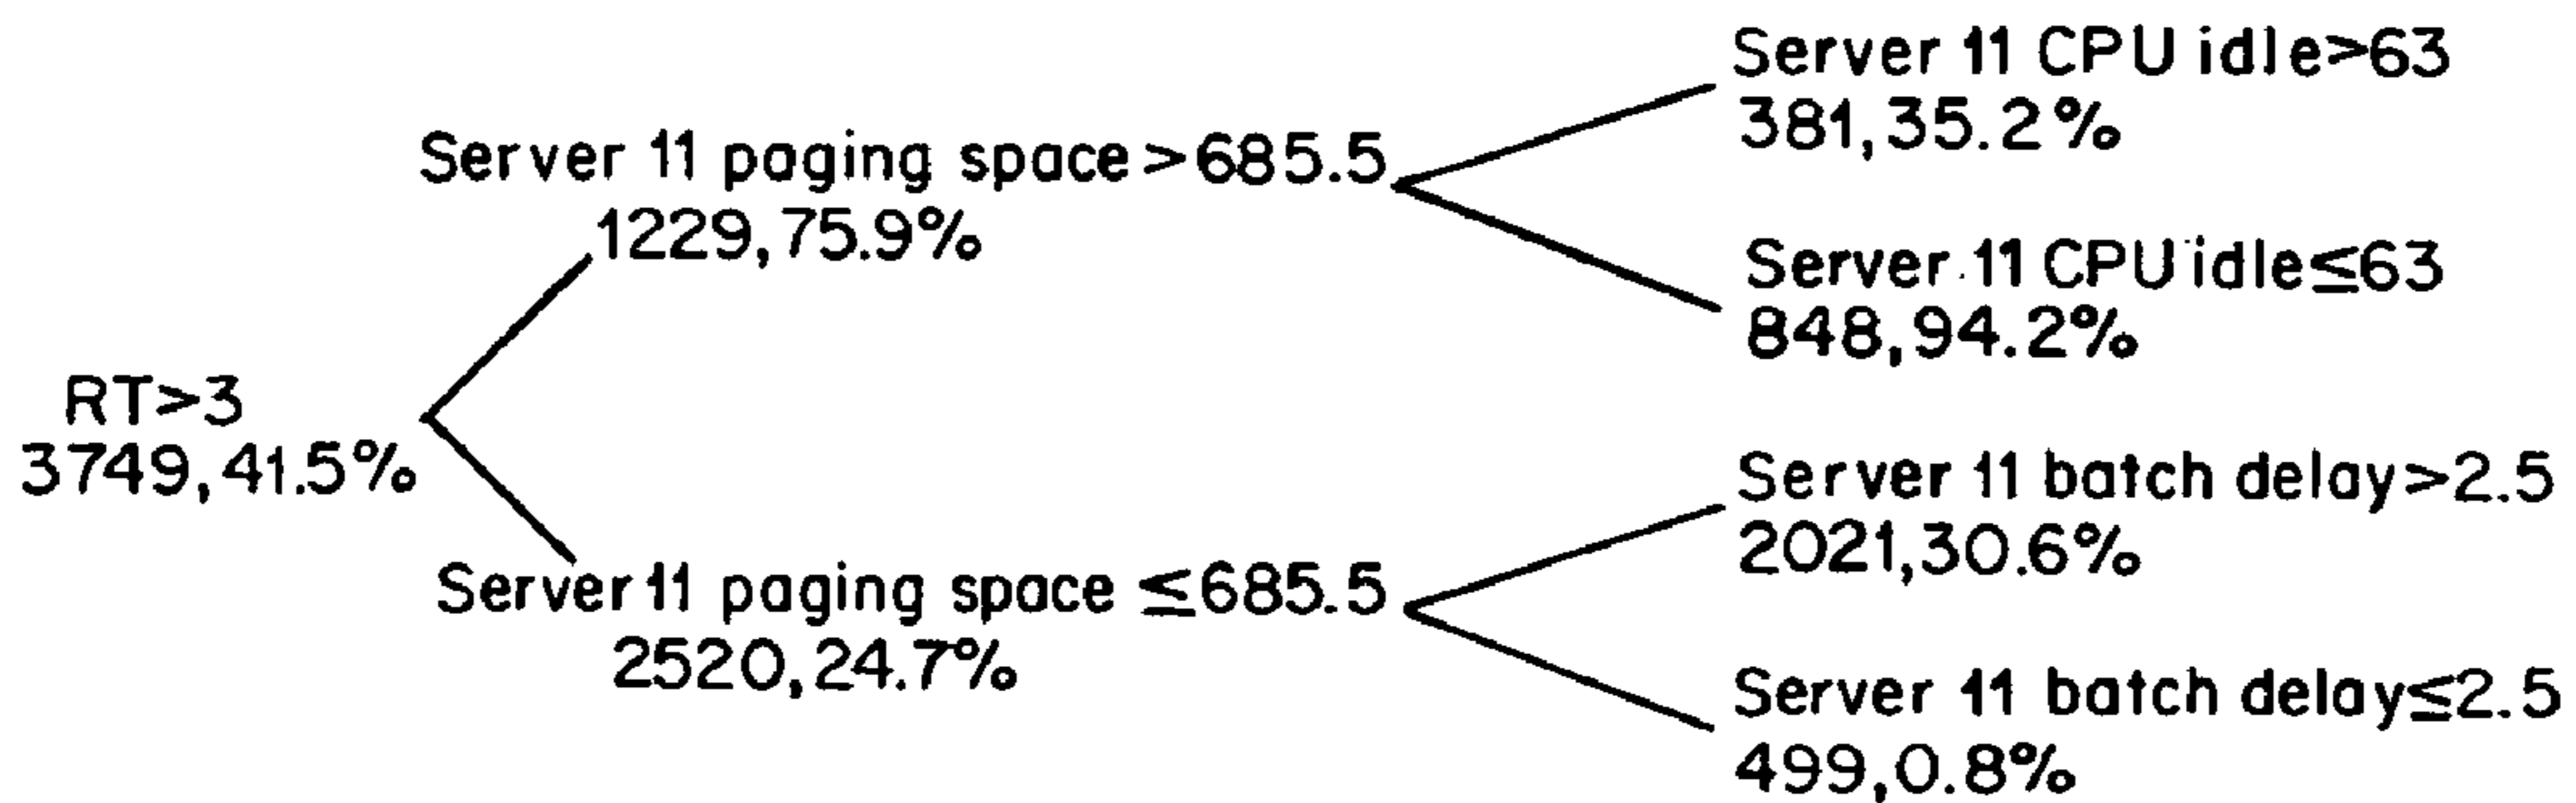 RT>3
3749,41.5%
Server 11 paging space>685.5
1229,75.9%
Server 11 paging space ≤685.5
2520,24.7%
Server 11 CPU idle>63
381,35.2%
Server 11 CPU idle≤63
848,94.2%
Server 11 batch delay>2.5
2021,30.6%
Server 11 batch delay≤2.5
499,0.8%